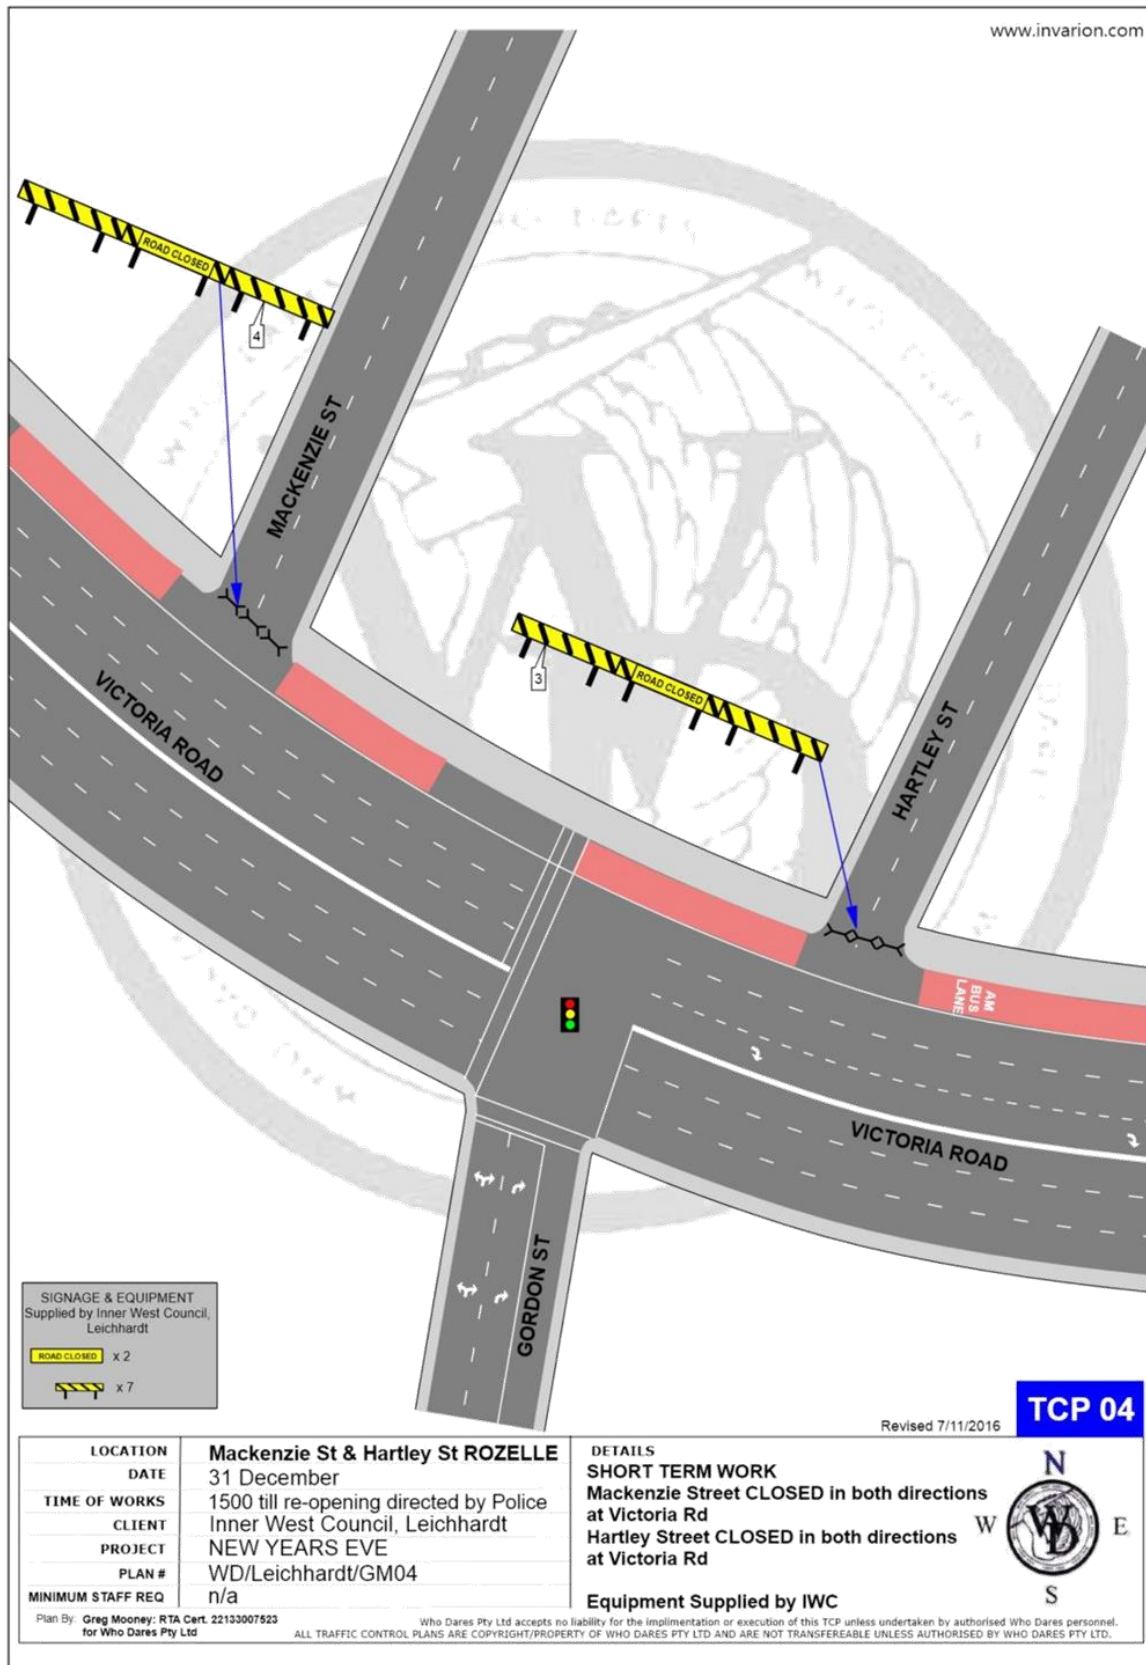 www.invarion.com
ROAD CLOSED
4
MACKENZIE ST
3
ROAD CLOSED
HARTLEY ST
VICTORIA ROAD
AM
BUS
LANE
VICTORIA ROAD
GORDON ST
SIGNAGE & EQUIPMENT
Supplied by Inner West Council,
Leichhardt
ROAD CLOSED x 2
x 7
Revised 7/11/2016
TCP 04
LOCATION Mackenzie St & Hartley St ROZELLE
DATE 31 December
TIME OF WORKS 1500 till re-opening directed by Police
CLIENT Inner West Council, Leichhardt
PROJECT NEW YEARS EVE
PLAN # WD/Leichhardt/GM04
MINIMUM STAFF REQ n/a
DETAILS
SHORT TERM WORK
Mackenzie Street CLOSED in both directions
at Victoria Rd
Hartley Street CLOSED in both directions
at Victoria Rd
Equipment Supplied by IWC
N
W E
WD
S
Plan By: Greg Mooney: RTA Cert. 22133007523
for Who Dares Pty Ltd
Who Dares Pty Ltd accepts no liability for the implimentation or execution of this TCP unless undertaken by authorised Who Dares personnel.
ALL TRAFFIC CONTROL PLANS ARE COPYRIGHT/PROPERTY OF WHO DARES PTY LTD AND ARE NOT TRANSFEREABLE UNLESS AUTHORISED BY WHO DARES PTY LTD.